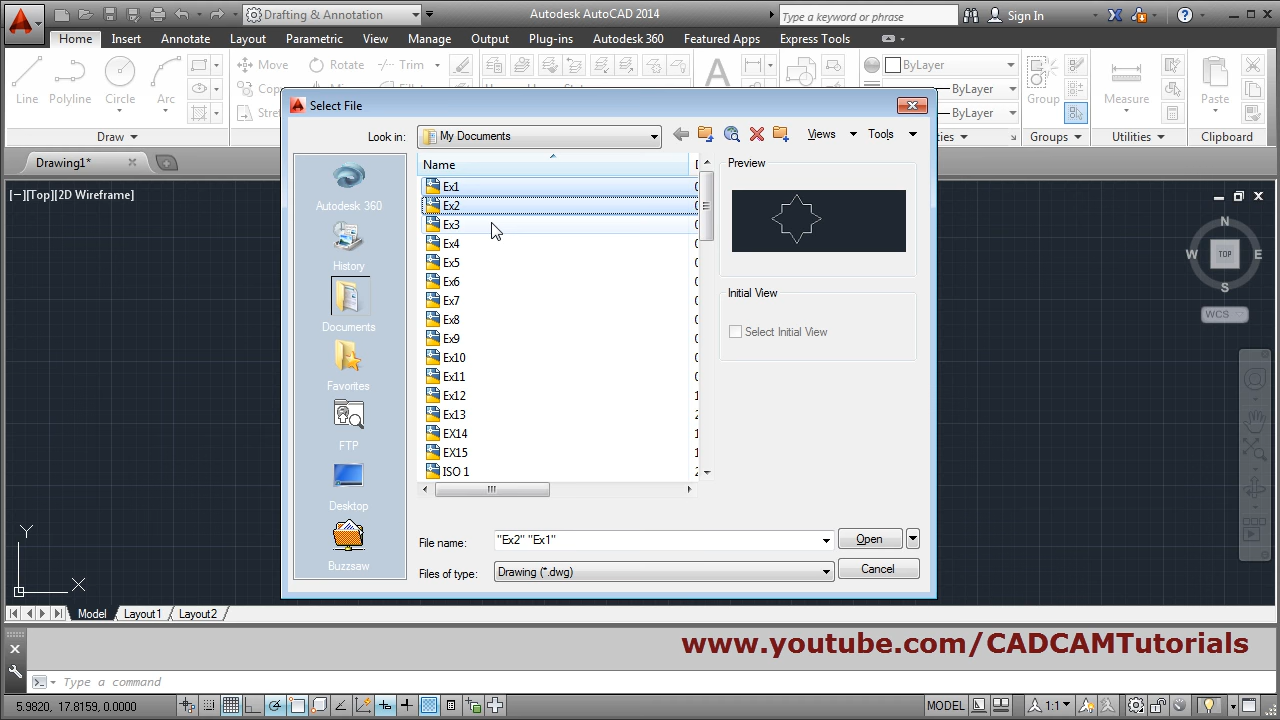 Drafting & Annotation
Autodesk AutoCAD 2014
Type a keyword or phrase
Sign In
Home
Insert
Annotate
Layout
Parametric
View
Manage
Output
Plug-ins
Autodesk 360
Featured Apps
Express Tools
Move
Rotate
Trim
ByLayer
Line
Polyline
Circle
Arc
ByLayer
Group
Measure
Paste
ByLayer
Draw
Groups
Utilities
Clipboard
Drawing1*
[−][Top][2D Wireframe]
Select File
Look in:
My Documents
Views
Tools
Name
Preview
Autodesk 360
History
Documents
Favorites
FTP
Desktop
Buzzsaw
Ex1
Ex2
Ex3
Ex4
Ex5
Ex6
Ex7
Ex8
Ex9
Ex10
Ex11
Ex12
Ex13
EX14
EX15
ISO 1
Initial View
Select Initial View
File name:
"Ex2" "Ex1"
Open
Files of type:
Drawing (*.dwg)
Cancel
N
W
TOP
E
S
WCS
Y
X
Model
Layout1
Layout2
www.youtube.com/CADCAMTutorials
Type a command
5.9820, 17.8159, 0.0000
MODEL
1:1